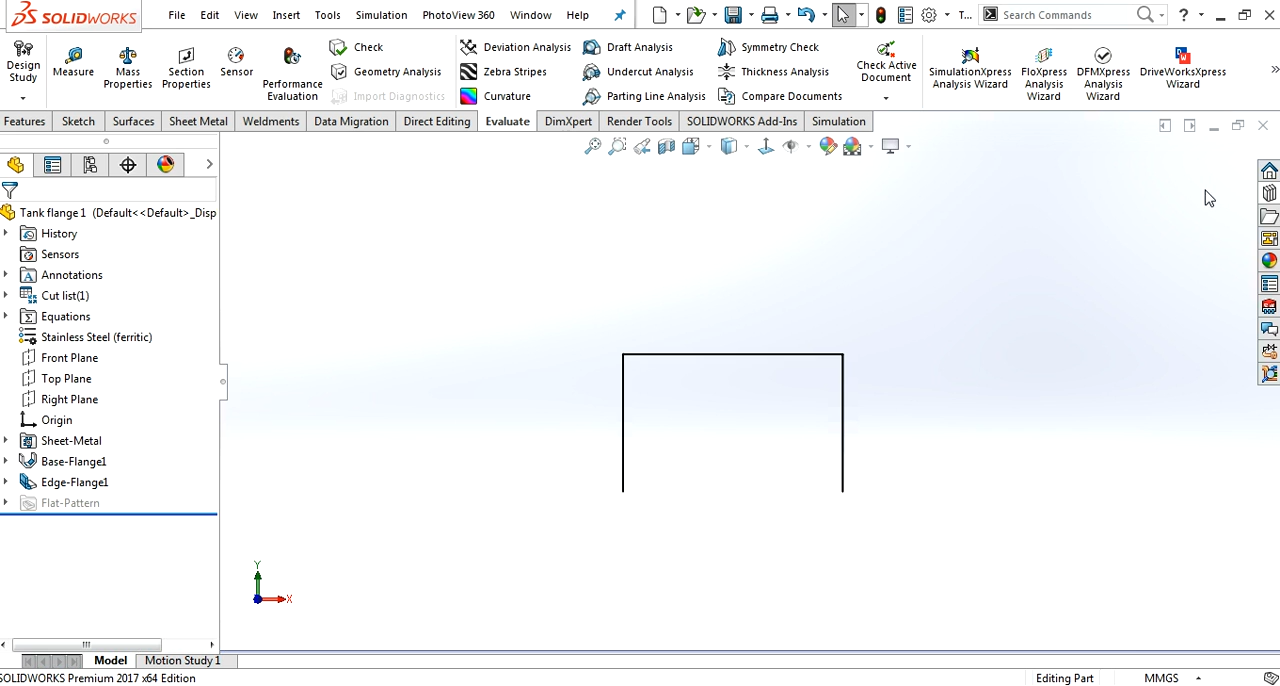 SOLIDWORKS File Edit View Insert Tools Simulation PhotoView 360 Window Help T... Search Commands ?
Design Study
Measure
Mass Properties
Section Properties
Sensor
Performance Evaluation
Check
Geometry Analysis
Import Diagnostics
Deviation Analysis
Zebra Stripes
Curvature
Draft Analysis
Undercut Analysis
Parting Line Analysis
Symmetry Check
Thickness Analysis
Compare Documents
Check Active Document
SimulationXpress Analysis Wizard
FloXpress Analysis Wizard
DFMXpress Analysis Wizard
DriveWorksXpress Wizard
Features Sketch Surfaces Sheet Metal Weldments Data Migration Direct Editing Evaluate DimXpert Render Tools SOLIDWORKS Add-Ins Simulation
Tank flange 1 (Default<<Default>_Disp
History
Sensors
Annotations
Cut list(1)
Equations
Stainless Steel (ferritic)
Front Plane
Top Plane
Right Plane
Origin
Sheet-Metal
Base-Flange1
Edge-Flange1
Flat-Pattern
Y
X
Model Motion Study 1
SOLIDWORKS Premium 2017 x64 Edition Editing Part MMGS